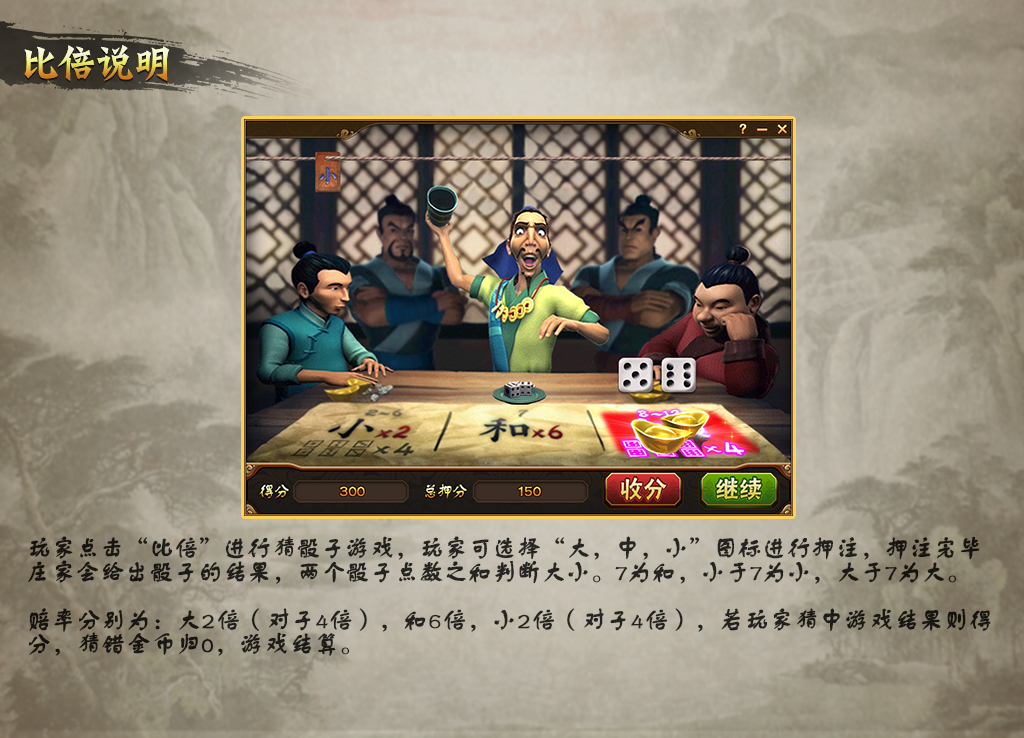 比倍说明
? – ×
小
2~6
7
8~12
小x2
和x6
x4
x4
得分
300
总押分
150
收分
继续
玩家点击“比倍”进行猜骰子游戏，玩家可选择“大，中，小”图标进行押注，押注完毕
庄家会给出骰子的结果，两个骰子点数之和判断大小。7为和，小于7为小，大于7为大。
赔率分别为：大2倍（对子4倍），和6倍，小2倍（对子4倍），若玩家猜中游戏结果则得
分，猜错金币归0，游戏结算。